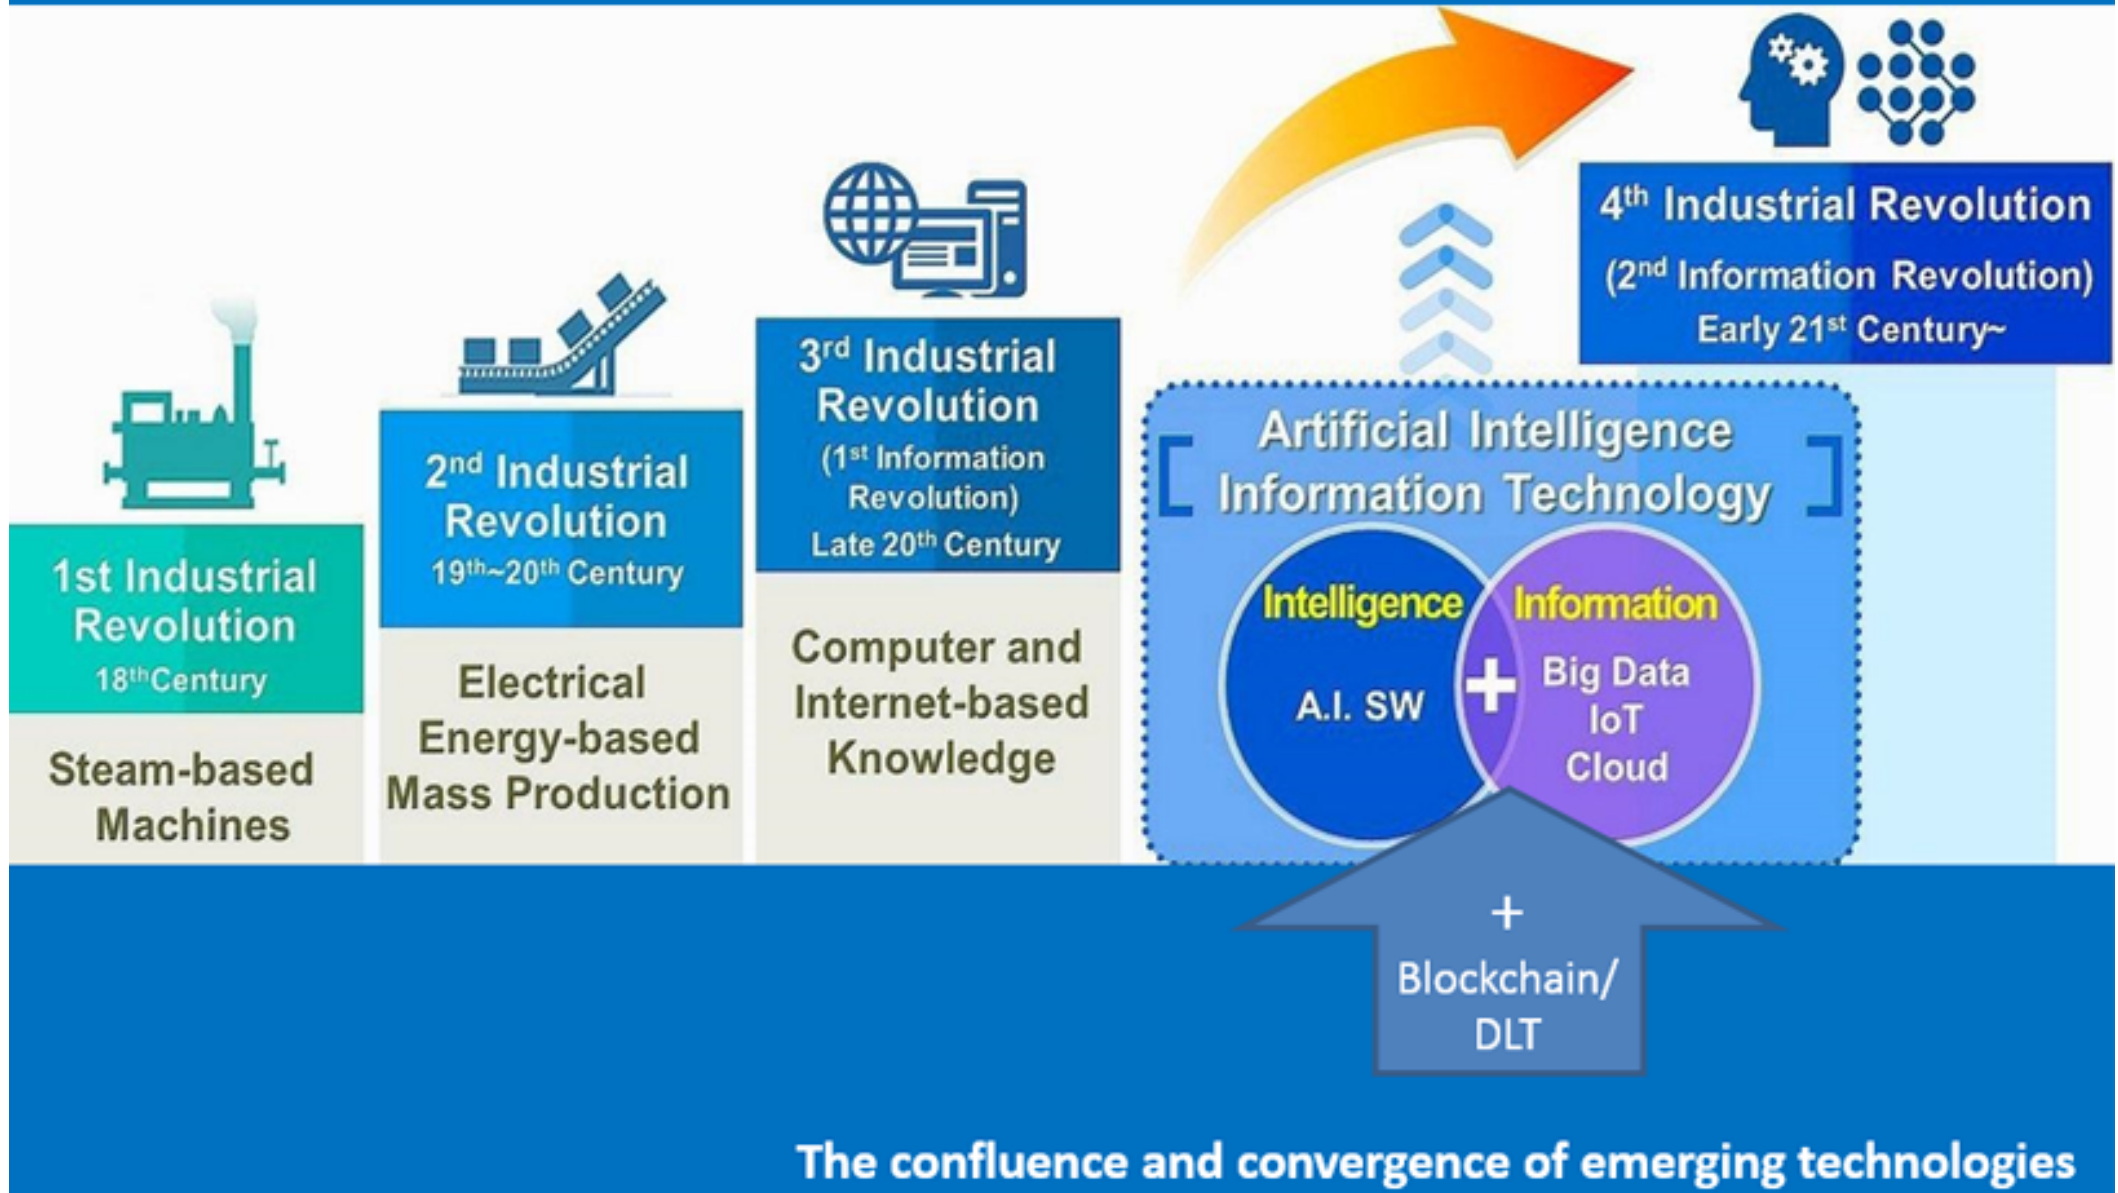 1st Industrial
Revolution
18th Century
Steam-based
Machines
2nd Industrial
Revolution
19th~20th Century
Electrical
Energy-based
Mass Production
3rd Industrial
Revolution
(1st Information
Revolution)
Late 20th Century
Computer and
Internet-based
Knowledge
4th Industrial Revolution
(2nd Information Revolution)
Early 21st Century~
Artificial Intelligence
Information Technology
Intelligence
A.I. SW
+
Information
Big Data
IoT
Cloud
+
Blockchain/
DLT
The confluence and convergence of emerging technologies